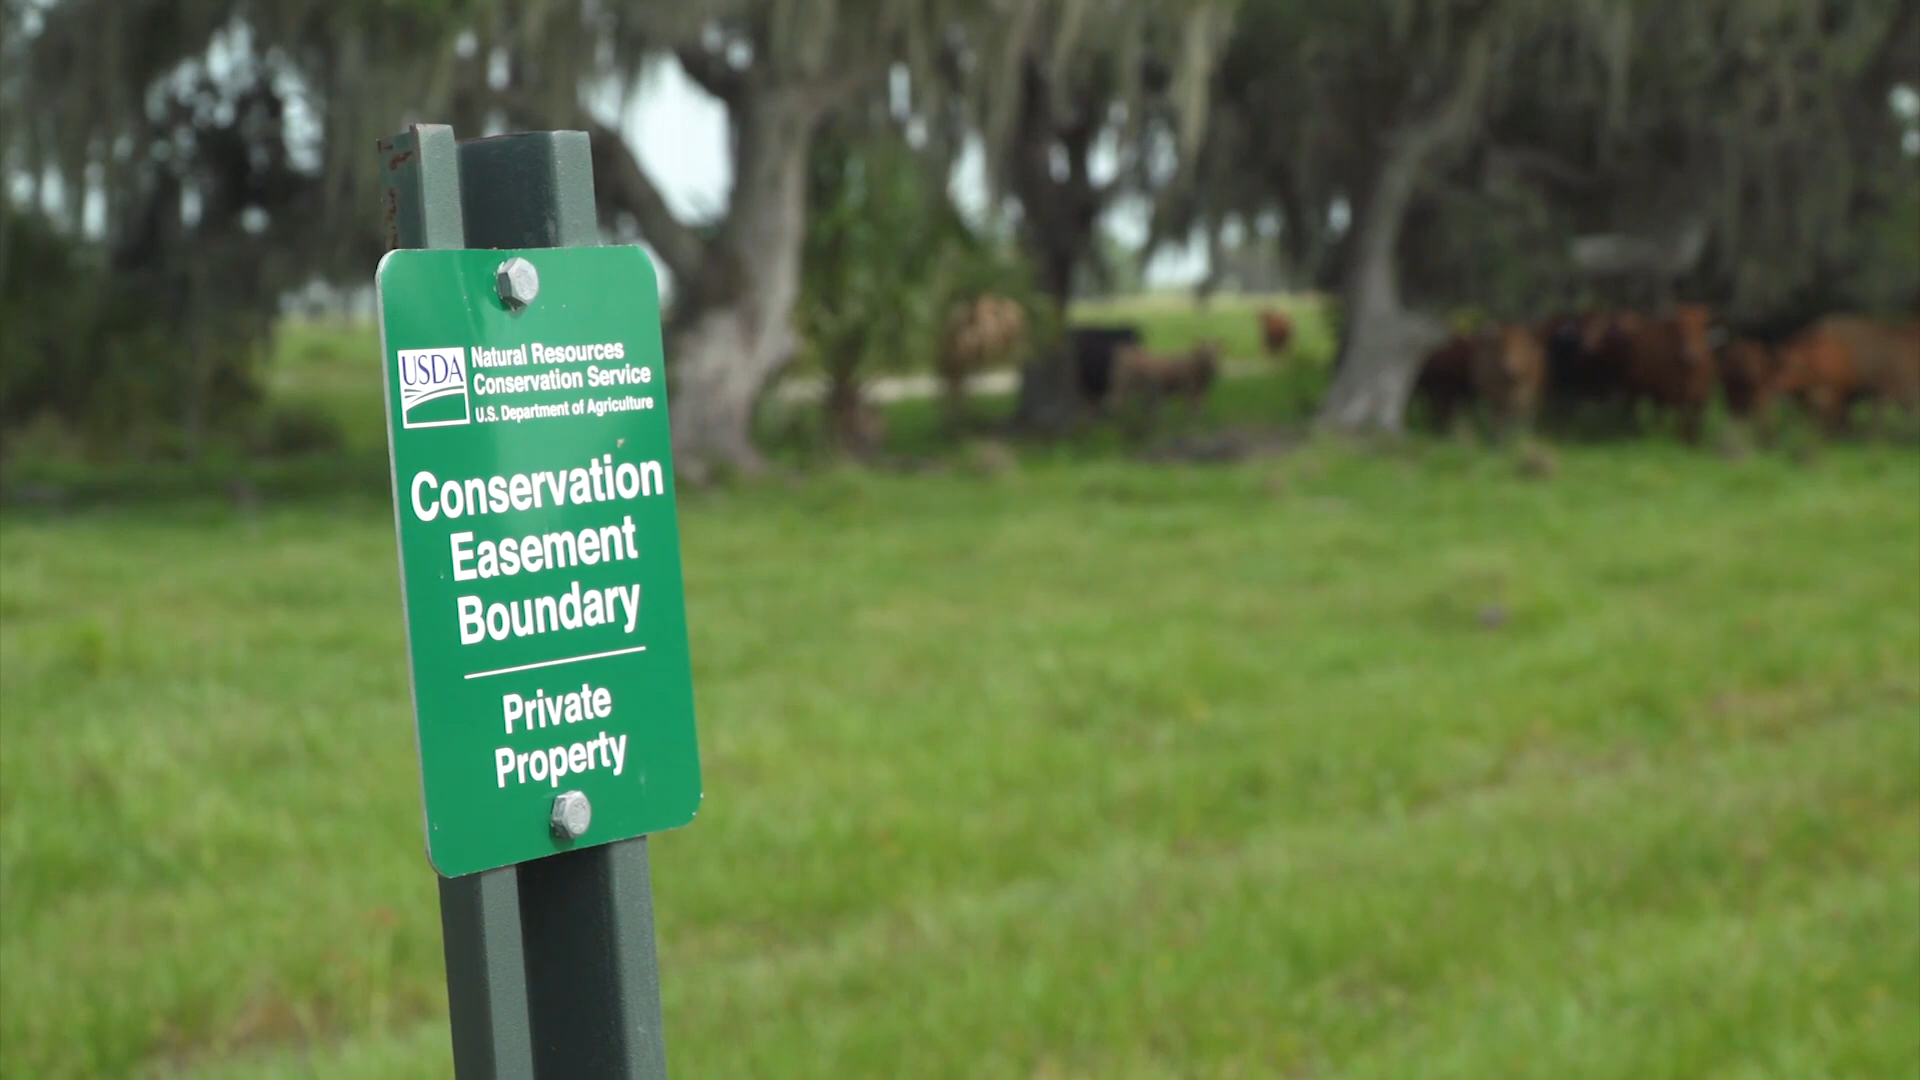 USDA
Natural Resources
Conservation Service
U.S. Department of Agriculture
Conservation
Easement
Boundary
Private
Property